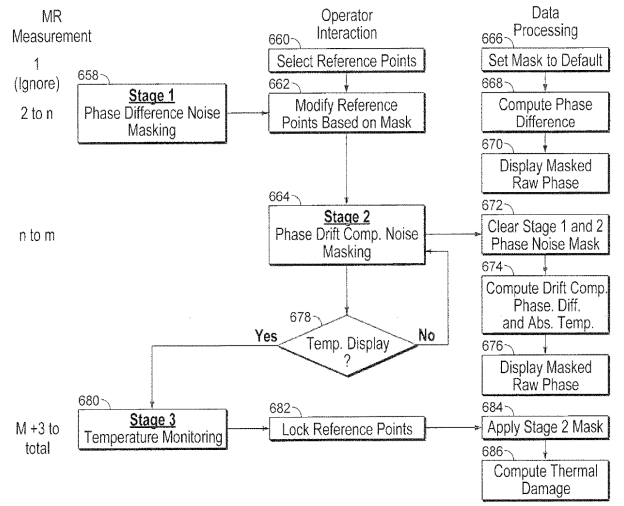 MR
Measurement
Operator
Interaction
Data
Processing
1
(Ignore)
2 to n
n to m
M +3 to
total
658
Stage 1
Phase Difference Noise
Masking
660
Select Reference Points
662
Modify Reference
Points Based on Mask
664
Stage 2
Phase Drift Comp. Noise
Masking
666
Set Mask to Default
668
Compute Phase
Difference
670
Display Masked
Raw Phase
672
Clear Stage 1 and 2
Phase Noise Mask
674
Compute Drift Comp.
Phase. Diff.
and Abs. Temp.
676
Display Masked
Raw Phase
678
Yes
Temp. Display
?
No
680
Stage 3
Temperature Monitoring
682
Lock Reference Points
684
Apply Stage 2 Mask
686
Compute Thermal
Damage